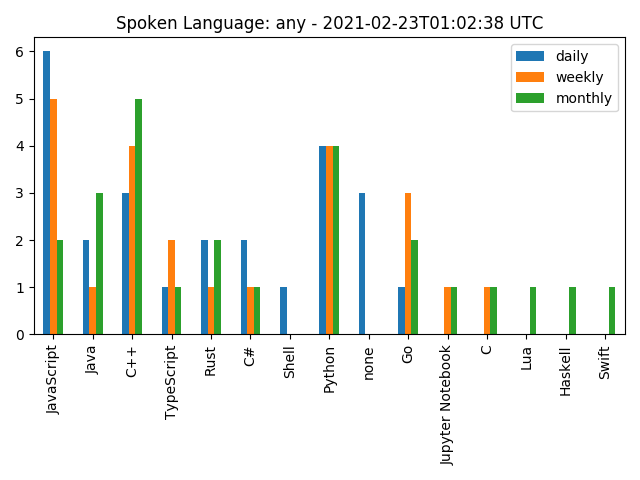 Spoken Language: any - 2021-02-23T01:02:38 UTC
daily
weekly
monthly
6
5
4
3
2
1
0
JavaScript
Java
C++
TypeScript
Rust
C#
Shell
Python
none
Go
Jupyter Notebook
C
Lua
Haskell
Swift